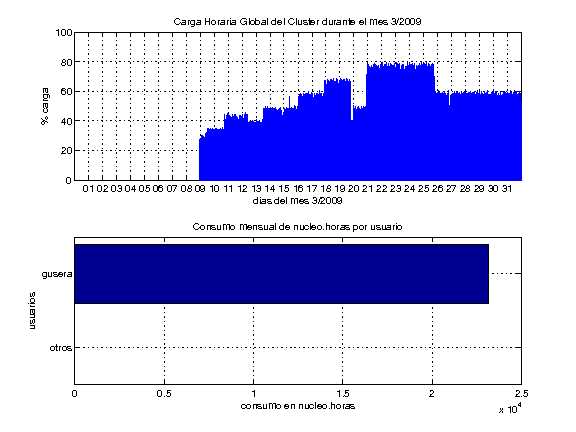 Carga Horaria Global del Cluster durante el mes 3/2009
100
80
60
40
20
0
% carga
01 02 03 04 05 06 07 08 09 10 11 12 13 14 15 16 17 18 19 20 21 22 23 24 25 26 27 28 29 30 31
dias del mes 3/2009
Consumo mensual de nucleo.horas por usuario
gusera
otros
usuarios
0 0.5 1 1.5 2 2.5
x 10^4
consumo en nucleo.horas